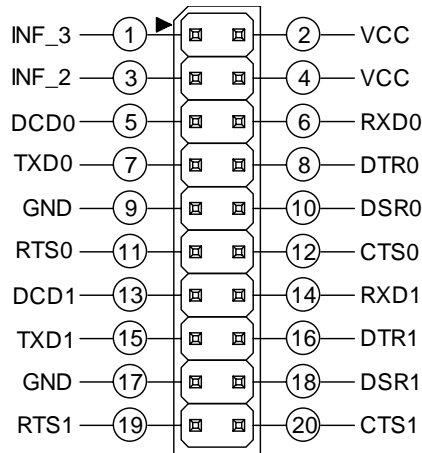 INF_3 1 2 VCC
INF_2 3 4 VCC
DCD0 5 6 RXD0
TXD0 7 8 DTR0
GND 9 10 DSR0
RTS0 11 12 CTS0
DCD1 13 14 RXD1
TXD1 15 16 DTR1
GND 17 18 DSR1
RTS1 19 20 CTS1